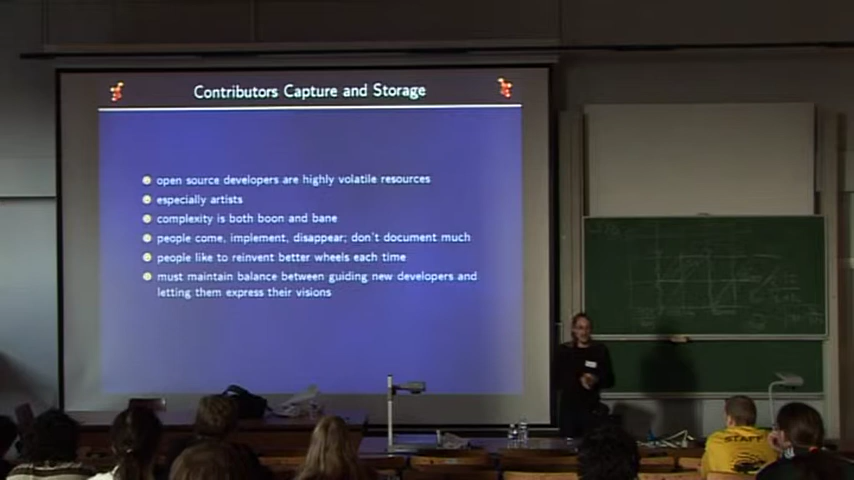 Contributors Capture and Storage
open source developers are highly volatile resources
especially artists
complexity is both boon and bane
people come, implement, disappear; don't document much
people like to reinvent better wheels each time
must maintain balance between guiding new developers and
letting them express their visions
STAFF